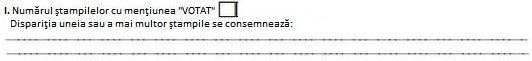 I. Numărul ştampilelor cu menţiunea "VOTAT"
Dispariţia uneia sau a mai multor ştampile se consemnează: